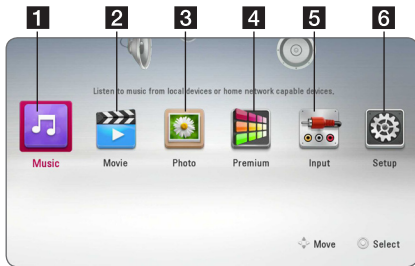 1 2 3 4 5 6
Listen to music from local devices or home network capable devices.
Music Movie Photo Premium Input Setup
Move Select